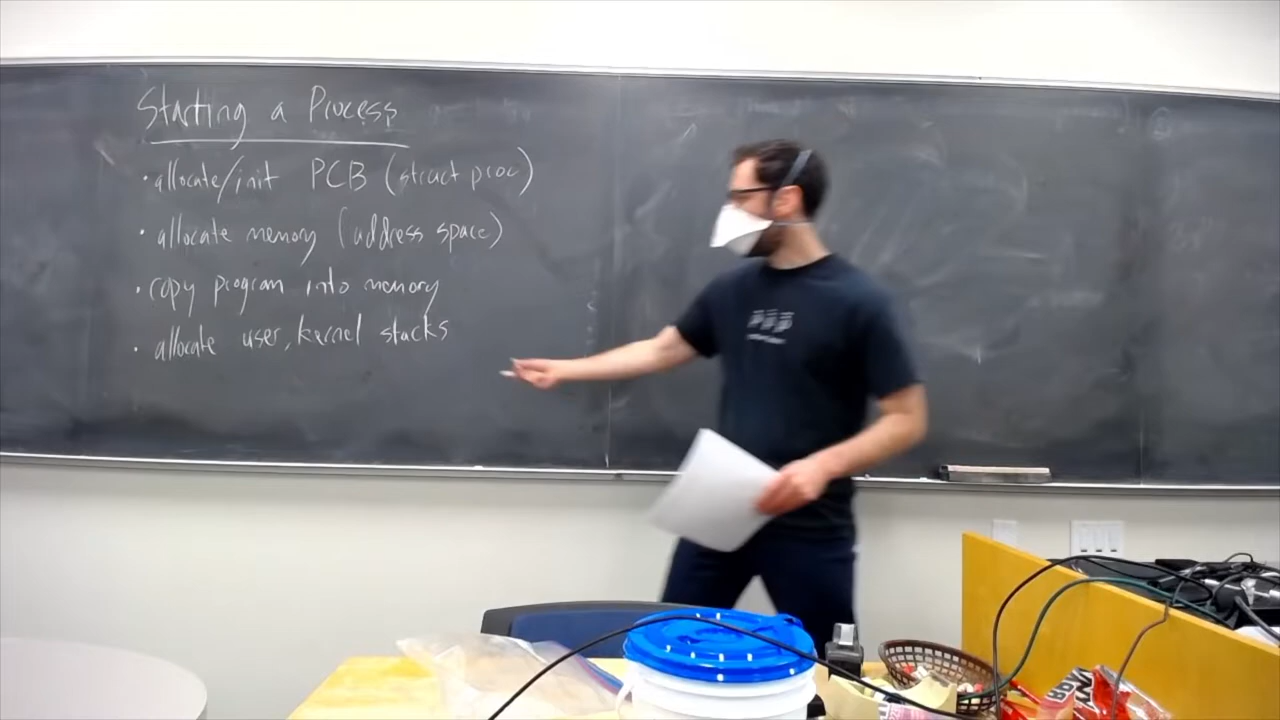 Starting a Process
• allocate/init PCB (struct proc)
• allocate memory (address space)
• copy program into memory
• allocate user, kernel stacks